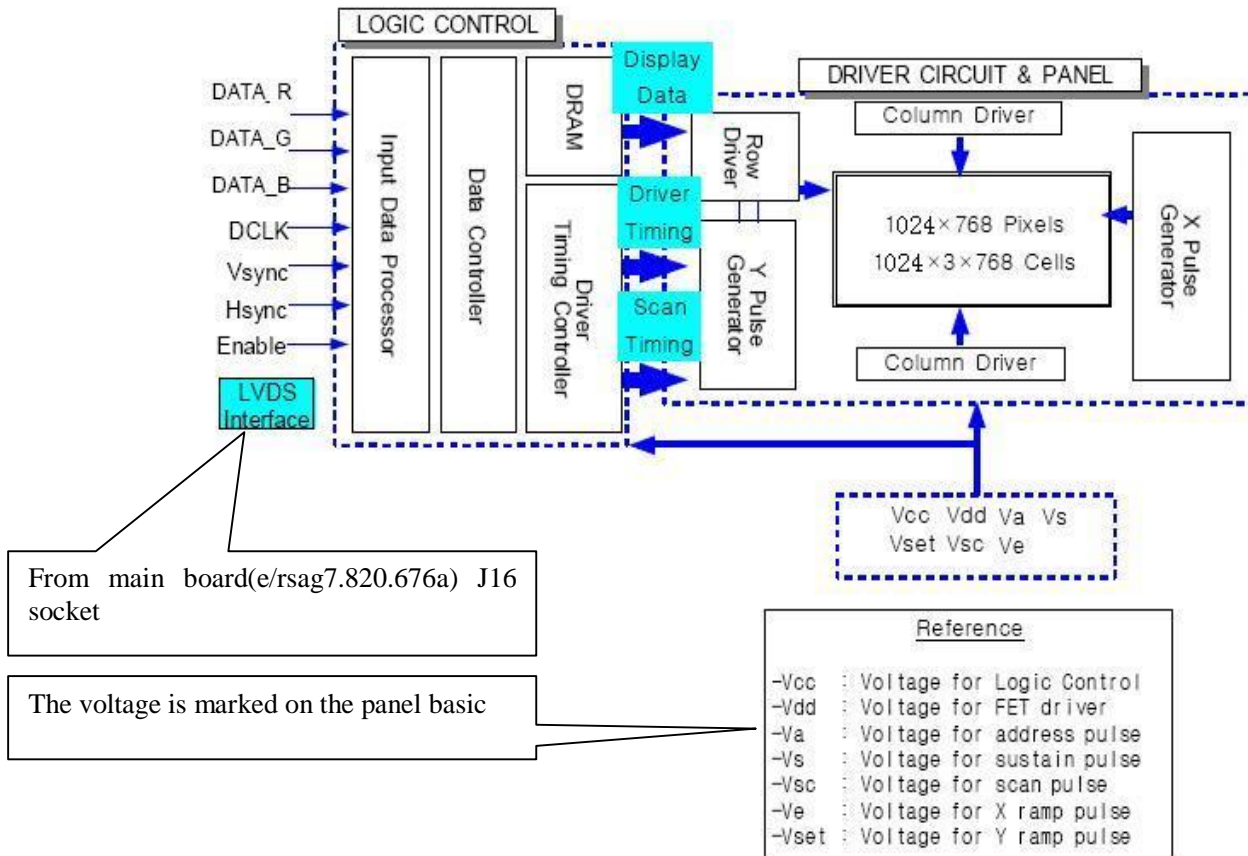 LOGIC CONTROL
DATA_R
DATA_G
DATA_B
DCLK
Vsync
Hsync
Enable
LVDS
Interface
Input Data Processor
Data Controller
DRAM
Driver
Timing Controller
Display
Data
Driver
Timing
Scan
Timing
DRIVER CIRCUIT & PANEL
Row
Driver
Y Pulse
Generator
Column Driver
1024×768 Pixels
1024×3×768 Cells
Column Driver
X Pulse
Generator
Vcc Vdd Va Vs
Vset Vsc Ve
From main board(e/rsag7.820.676a) J16
socket
The voltage is marked on the panel basic
Reference
-Vcc : Voltage for Logic Control
-Vdd : Voltage for FET driver
-Va : Voltage for address pulse
-Vs : Voltage for sustain pulse
-Vsc : Voltage for scan pulse
-Ve : Voltage for X ramp pulse
-Vset : Voltage for Y ramp pulse